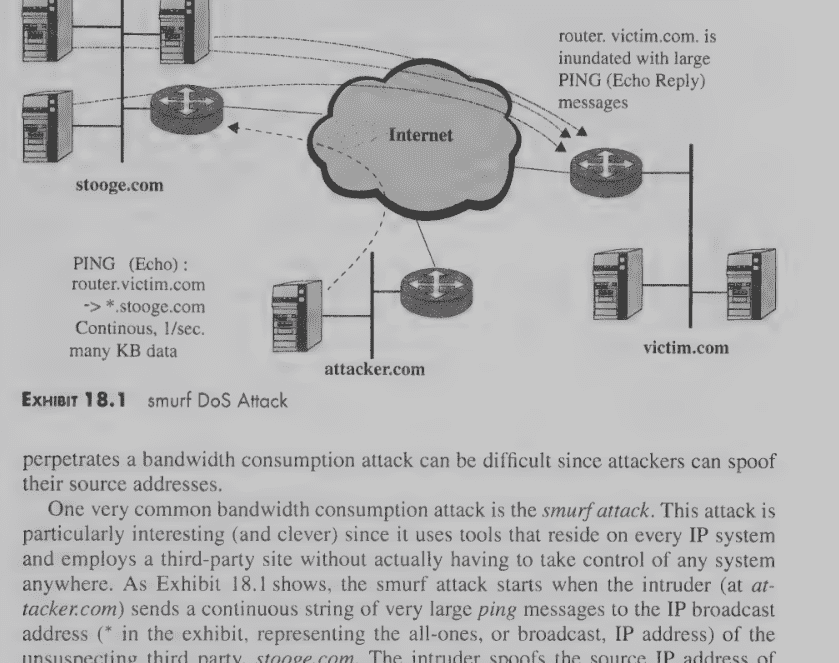 router. victim.com. is
inundated with large
PING (Echo Reply)
messages
Internet
stooge.com
PING (Echo) :
router.victim.com
-> *.stooge.com
Continous, 1/sec.
many KB data
attacker.com
victim.com
EXHIBIT 18.1 smurf DoS Attack
perpetrates a bandwidth consumption attack can be difficult since attackers can spoof
their source addresses.
One very common bandwidth consumption attack is the smurf attack. This attack is
particularly interesting (and clever) since it uses tools that reside on every IP system
and employs a third-party site without actually having to take control of any system
anywhere. As Exhibit 18.1 shows, the smurf attack starts when the intruder (at at-
tacker.com) sends a continuous string of very large ping messages to the IP broadcast
address (* in the exhibit, representing the all-ones, or broadcast, IP address) of the
unsuspecting third party, stooge.com. The intruder spoofs the source IP address of